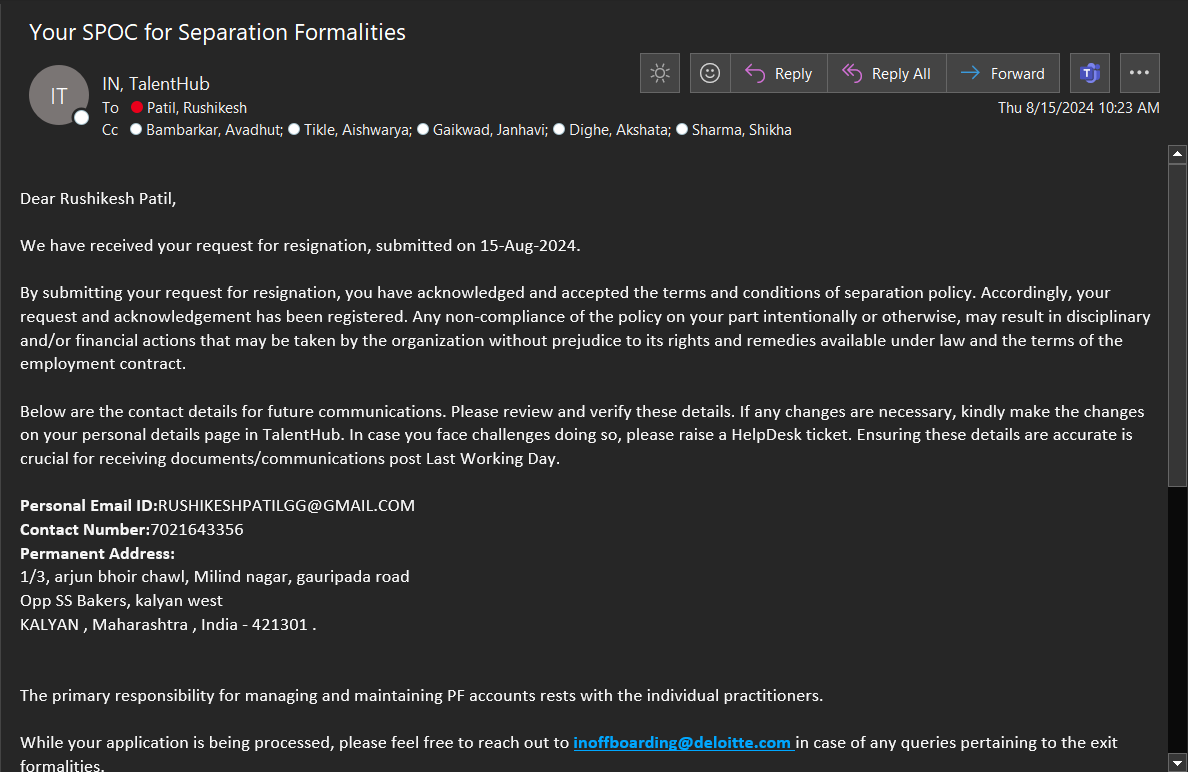 Your SPOC for Separation Formalities
IT
IN, TalentHub
Reply
Reply All
Forward
To Patil, Rushikesh
Thu 8/15/2024 10:23 AM
Cc Bambarkar, Avadhut; Tikle, Aishwarya; Gaikwad, Janhavi; Dighe, Akshata; Sharma, Shikha
Dear Rushikesh Patil,
We have received your request for resignation, submitted on 15-Aug-2024.
By submitting your request for resignation, you have acknowledged and accepted the terms and conditions of separation policy. Accordingly, your
request and acknowledgement has been registered. Any non-compliance of the policy on your part intentionally or otherwise, may result in disciplinary
and/or financial actions that may be taken by the organization without prejudice to its rights and remedies available under law and the terms of the
employment contract.
Below are the contact details for future communications. Please review and verify these details. If any changes are necessary, kindly make the changes
on your personal details page in TalentHub. In case you face challenges doing so, please raise a HelpDesk ticket. Ensuring these details are accurate is
crucial for receiving documents/communications post Last Working Day.
Personal Email ID:RUSHIKESHPATILGG@GMAIL.COM
Contact Number:7021643356
Permanent Address:
1/3, arjun bhoir chawl, Milind nagar, gauripada road
Opp SS Bakers, kalyan west
KALYAN , Maharashtra , India - 421301 .
The primary responsibility for managing and maintaining PF accounts rests with the individual practitioners.
While your application is being processed, please feel free to reach out to inoffboarding@deloitte.com in case of any queries pertaining to the exit
formalities.